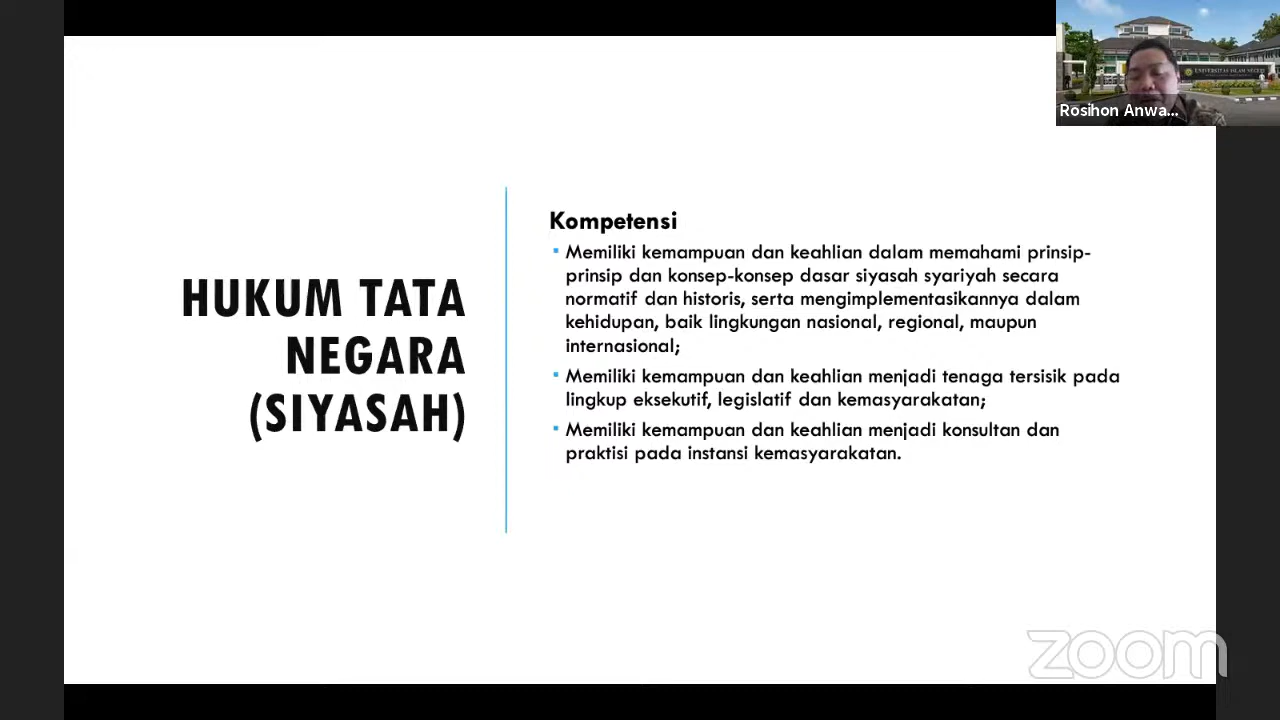 UNIVERSITAS ISLAM NEGERI
Rosihon Anwa...
HUKUM TATA
NEGARA
(SIYASAH)
Kompetensi
Memiliki kemampuan dan keahlian dalam memahami prinsip-
prinsip dan konsep-konsep dasar siyasah syariyah secara
normatif dan historis, serta mengimplementasikannya dalam
kehidupan, baik lingkungan nasional, regional, maupun
internasional;
Memiliki kemampuan dan keahlian menjadi tenaga tersisik pada
lingkup eksekutif, legislatif dan kemasyarakatan;
Memiliki kemampuan dan keahlian menjadi konsultan dan
praktisi pada instansi kemasyarakatan.
zoom